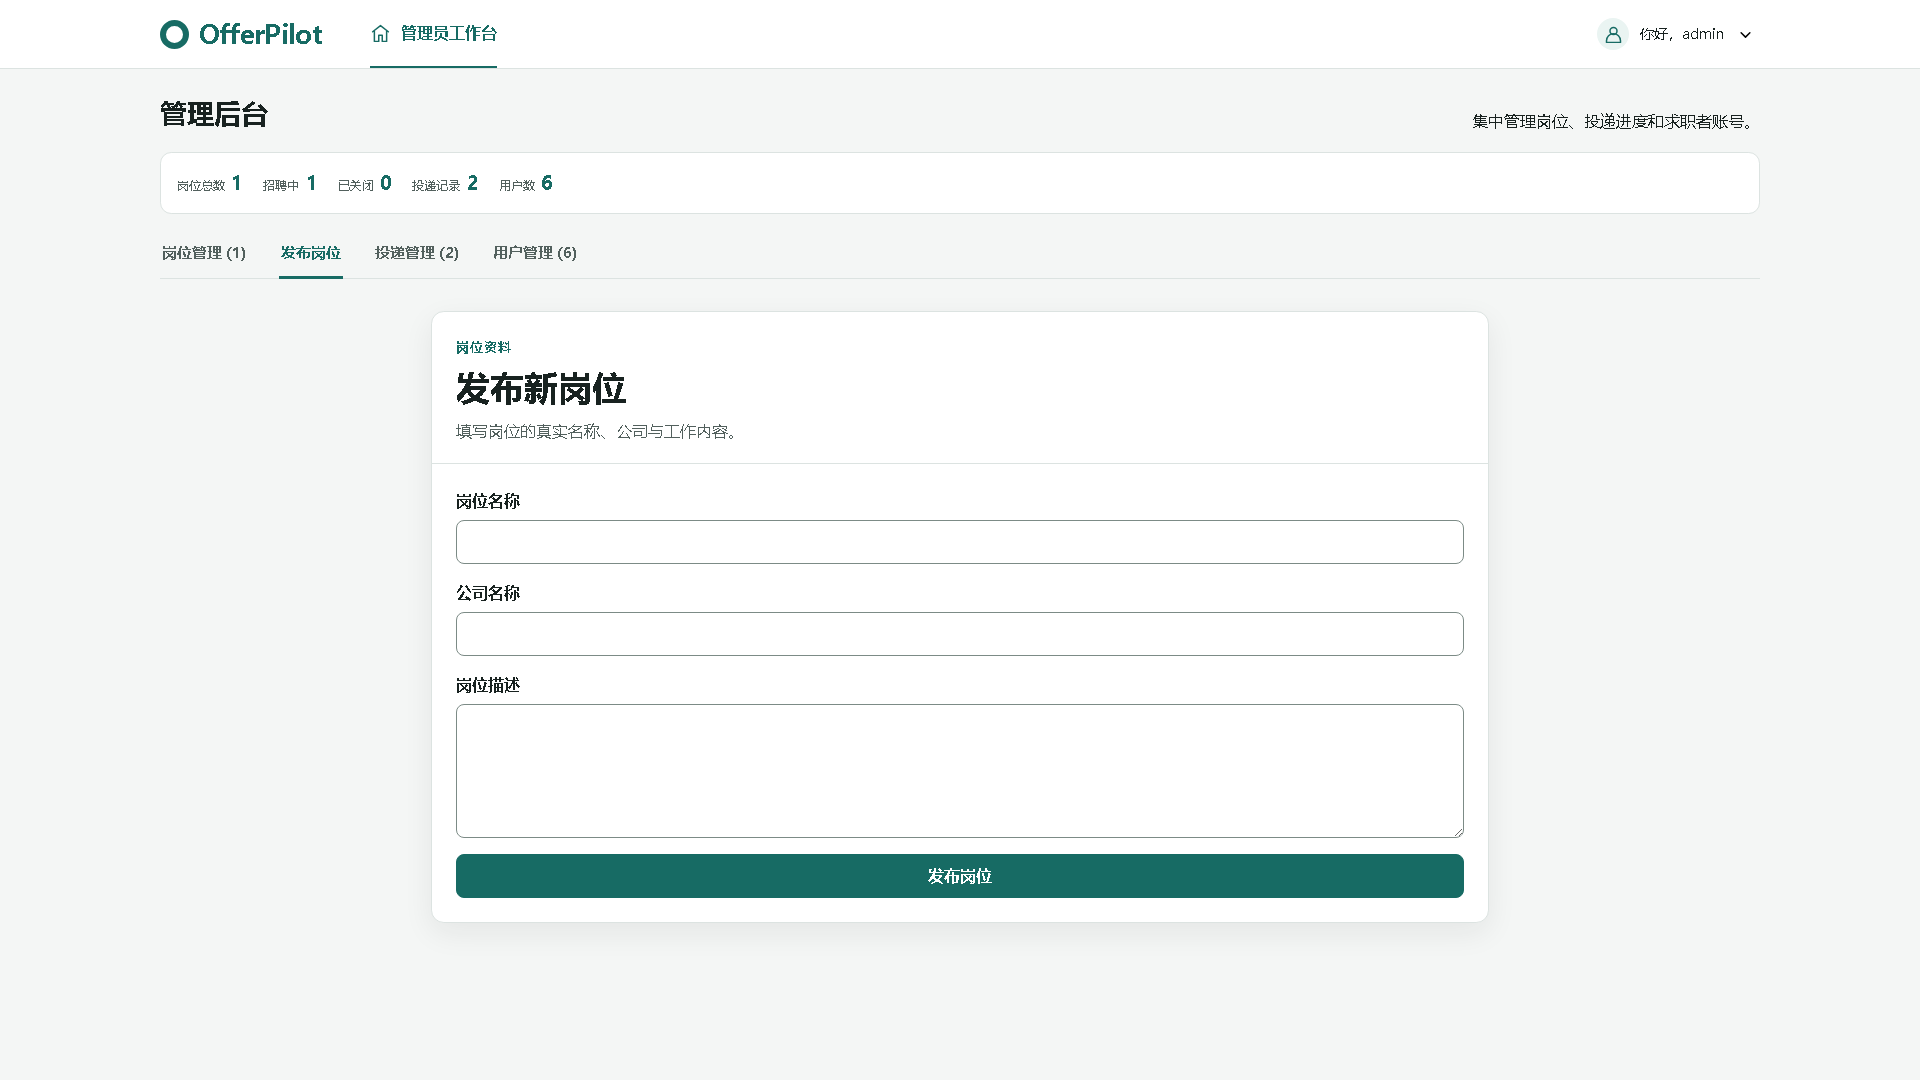 OfferPilot 管理员工作台 你好，admin
管理后台
集中管理岗位、投递进度和求职者账号。
岗位总数 1 招聘中 1 已关闭 0 投递记录 2 用户数 6
岗位管理 (1) 发布岗位 投递管理 (2) 用户管理 (6)
岗位资料
发布新岗位
填写岗位的真实名称、公司与工作内容。
岗位名称
公司名称
岗位描述
发布岗位